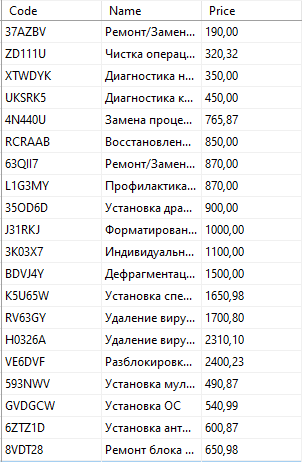 Code Name Price
37AZBV Ремонт/Замен... 190,00
ZD111U Чистка операц... 320,32
XTWDYK Диагностика н... 350,00
UKSRK5 Диагностика к... 450,00
4N440U Замена проце... 765,87
RCRAAB Восстановлен... 850,00
63QII7 Ремонт/Замен... 870,00
L1G3MY Профилактика... 870,00
35OD6D Установка дра... 900,00
J31RKJ Форматирован... 1000,00
3K03X7 Индивидуальн... 1100,00
BDVJ4Y Дефрагментац... 1500,00
K5U65W Установка спе... 1650,98
RV63GY Удаление виру... 1700,80
H0326A Удаление виру... 2310,10
VE6DVF Разблокировк... 2400,23
593NWV Установка мул... 490,87
GVDGCW Установка ОС 540,99
6ZTZ1D Установка ант... 600,87
8VDT28 Ремонт блока ... 650,98